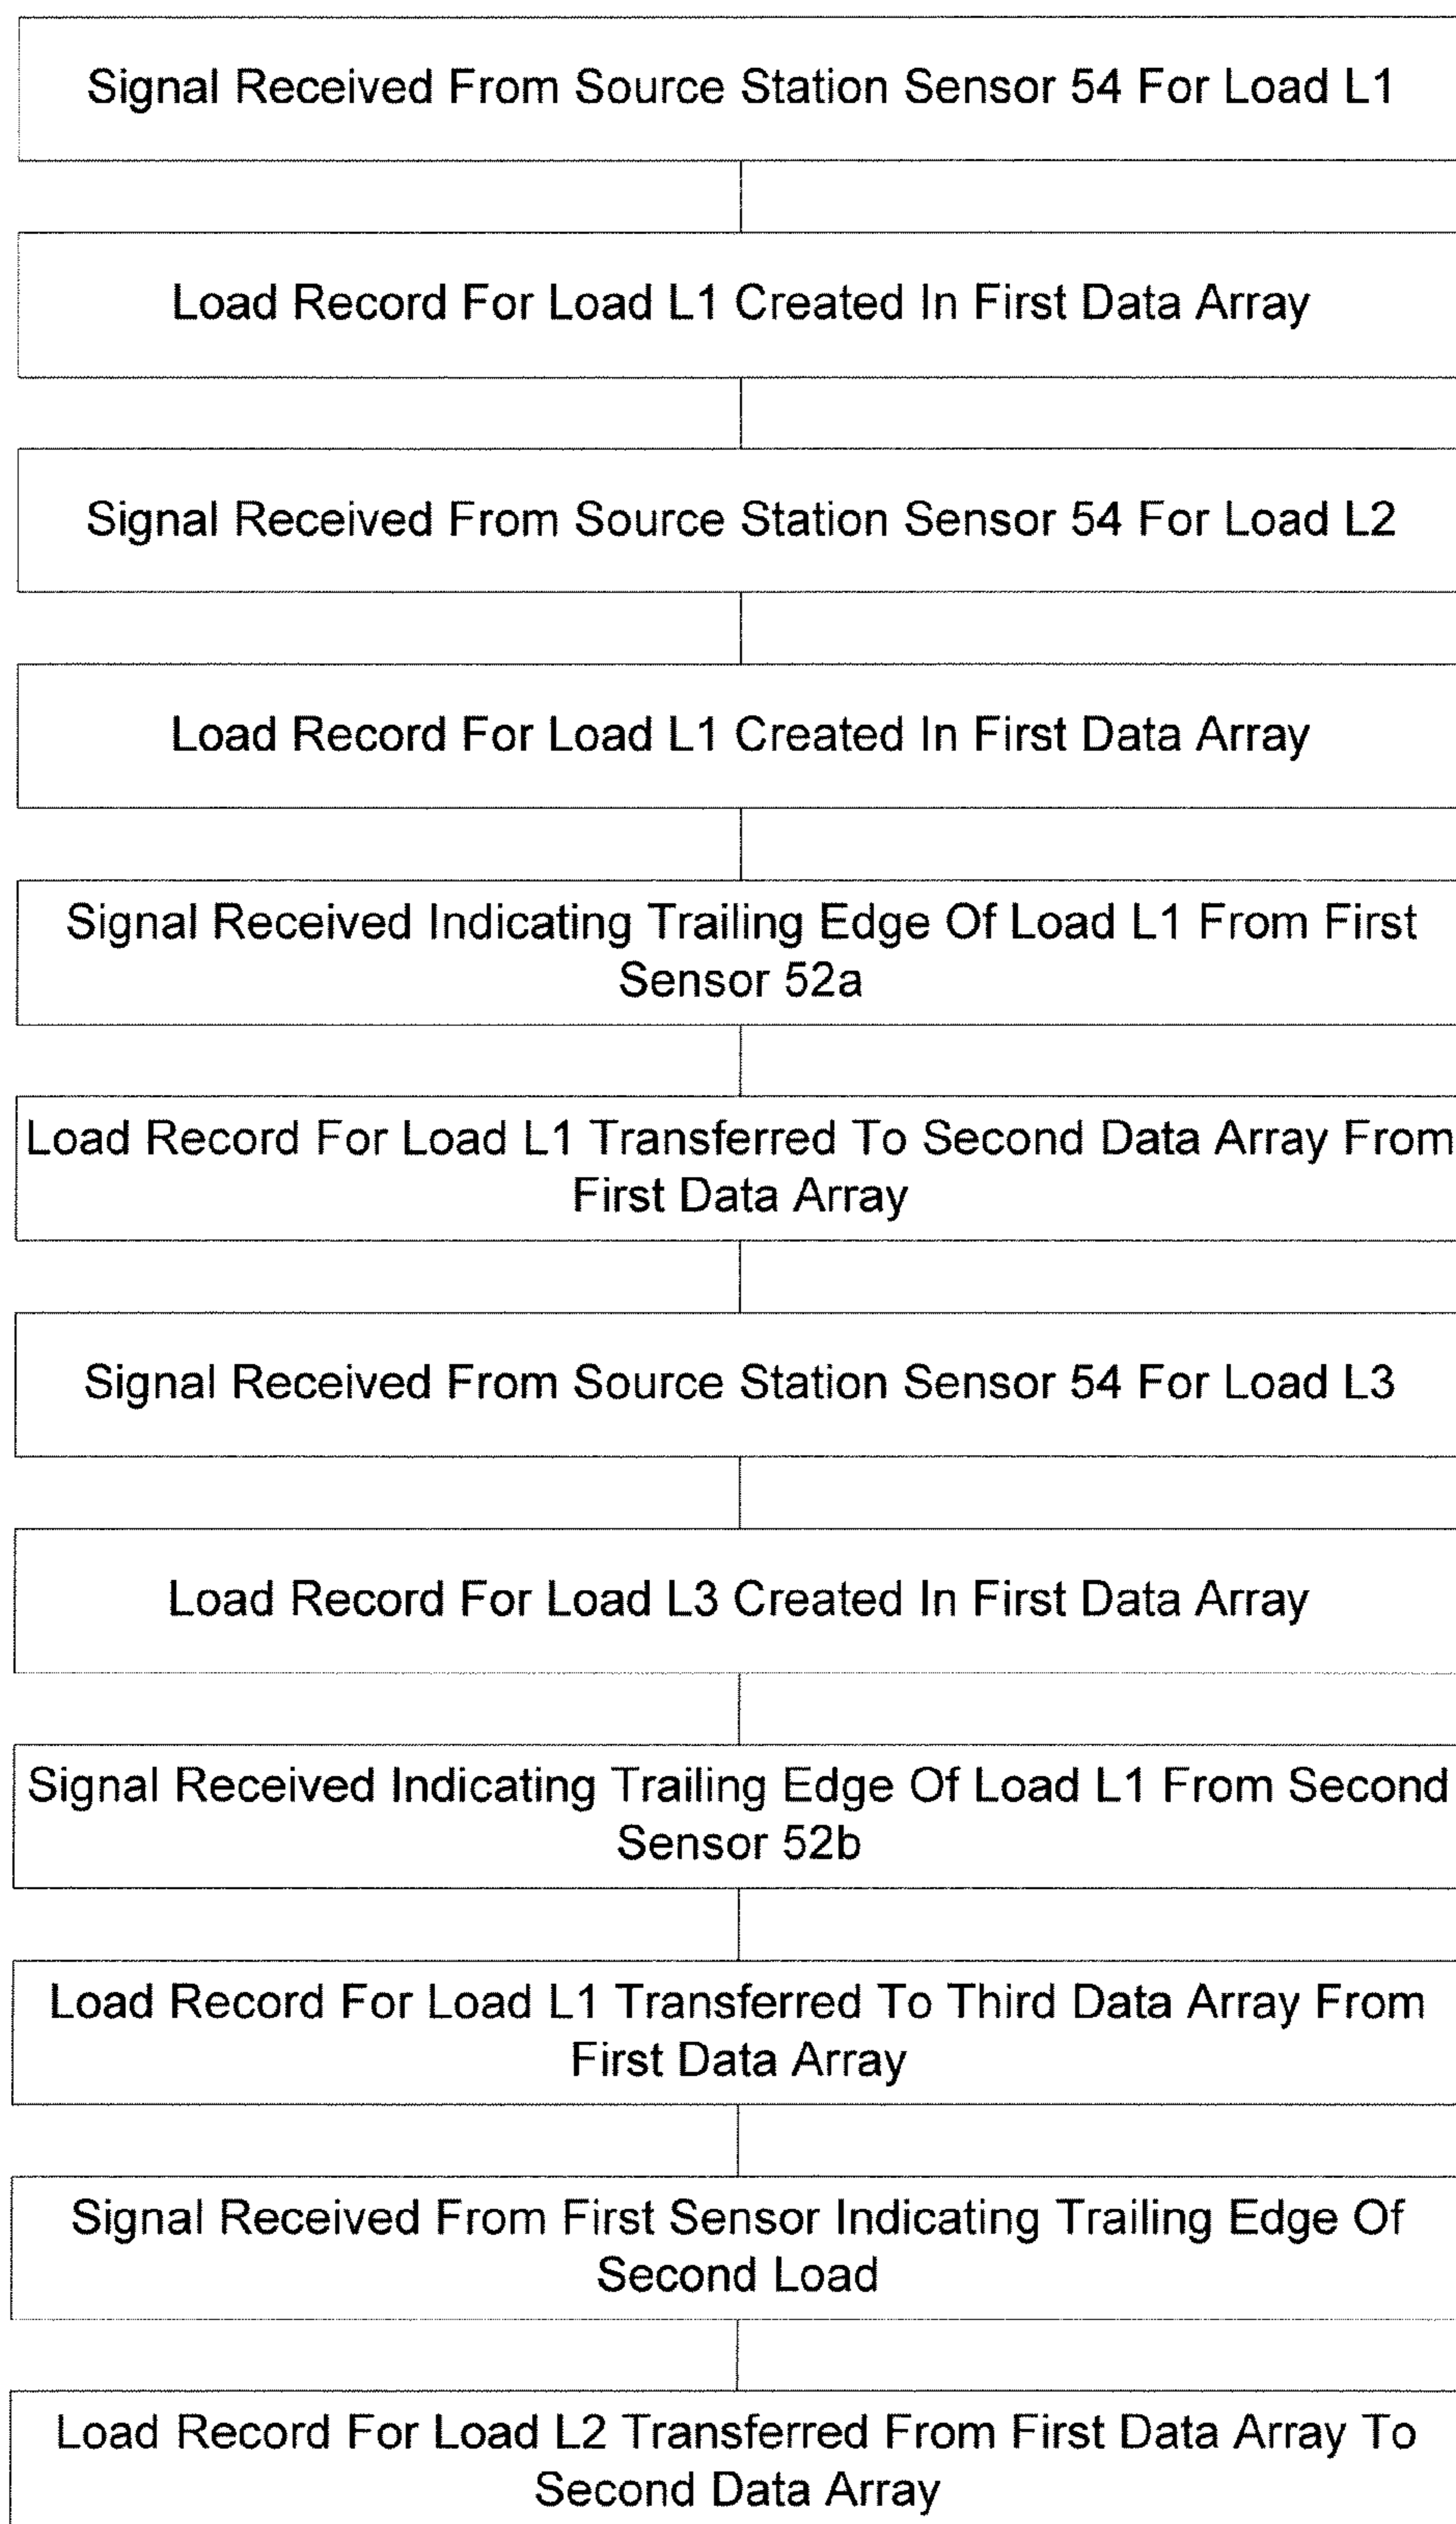 Signal Received From Source Station Sensor 54 For Load L1
Load Record For Load L1 Created In First Data Array
Signal Received From Source Station Sensor 54 For Load L2
Load Record For Load L1 Created In First Data Array
Signal Received Indicating Trailing Edge Of Load L1 From First
Sensor 52a
Load Record For Load L1 Transferred To Second Data Array From
First Data Array
Signal Received From Source Station Sensor 54 For Load L3
Load Record For Load L3 Created In First Data Array
Signal Received Indicating Trailing Edge Of Load L1 From Second
Sensor 52b
Load Record For Load L1 Transferred To Third Data Array From
First Data Array
Signal Received From First Sensor Indicating Trailing Edge Of
Second Load
Load Record For Load L2 Transferred From First Data Array To
Second Data Array